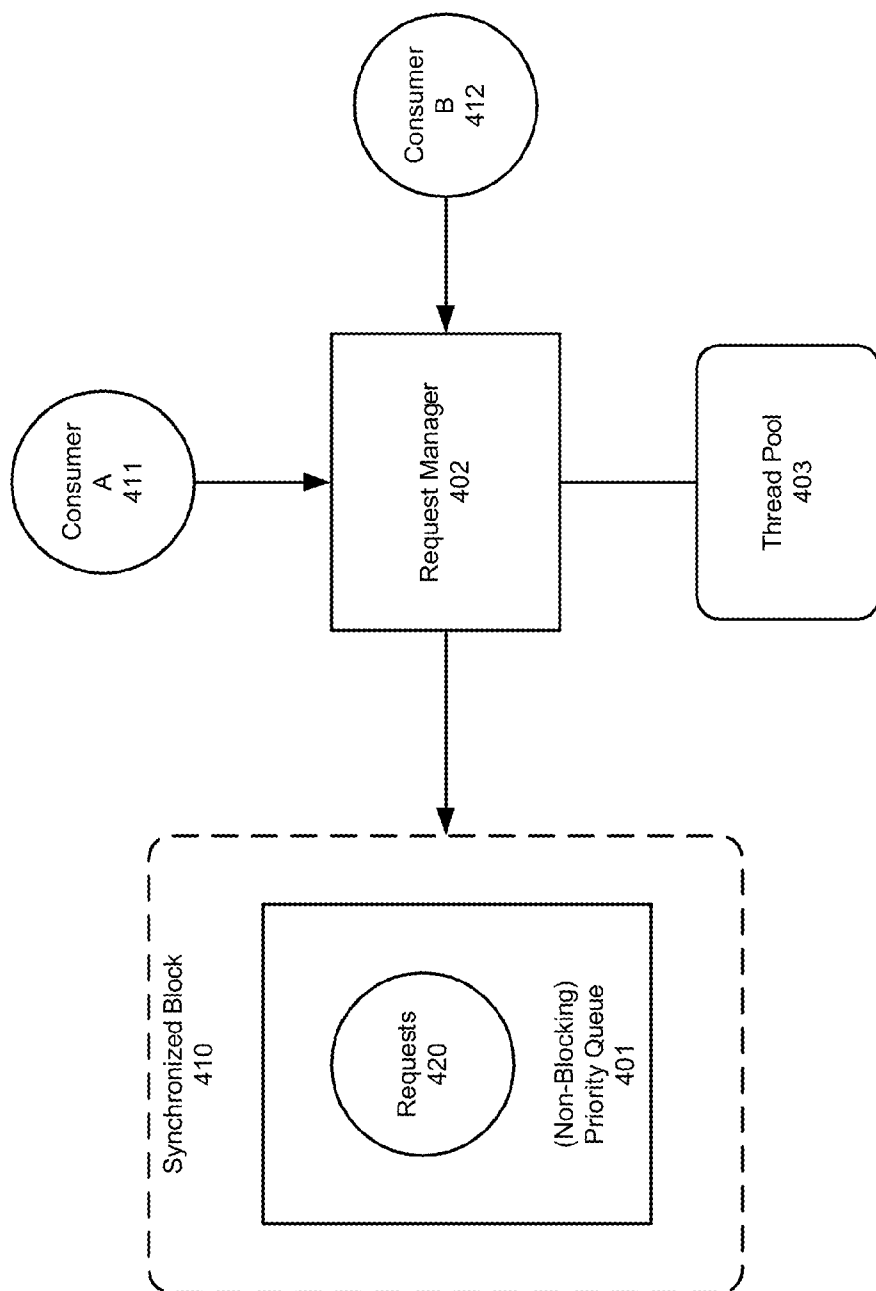 Synchronized Block
410
Requests
420
(Non-Blocking)
Priority Queue
401
Request Manager
402
Consumer
A
411
Consumer
B
412
Thread Pool
403